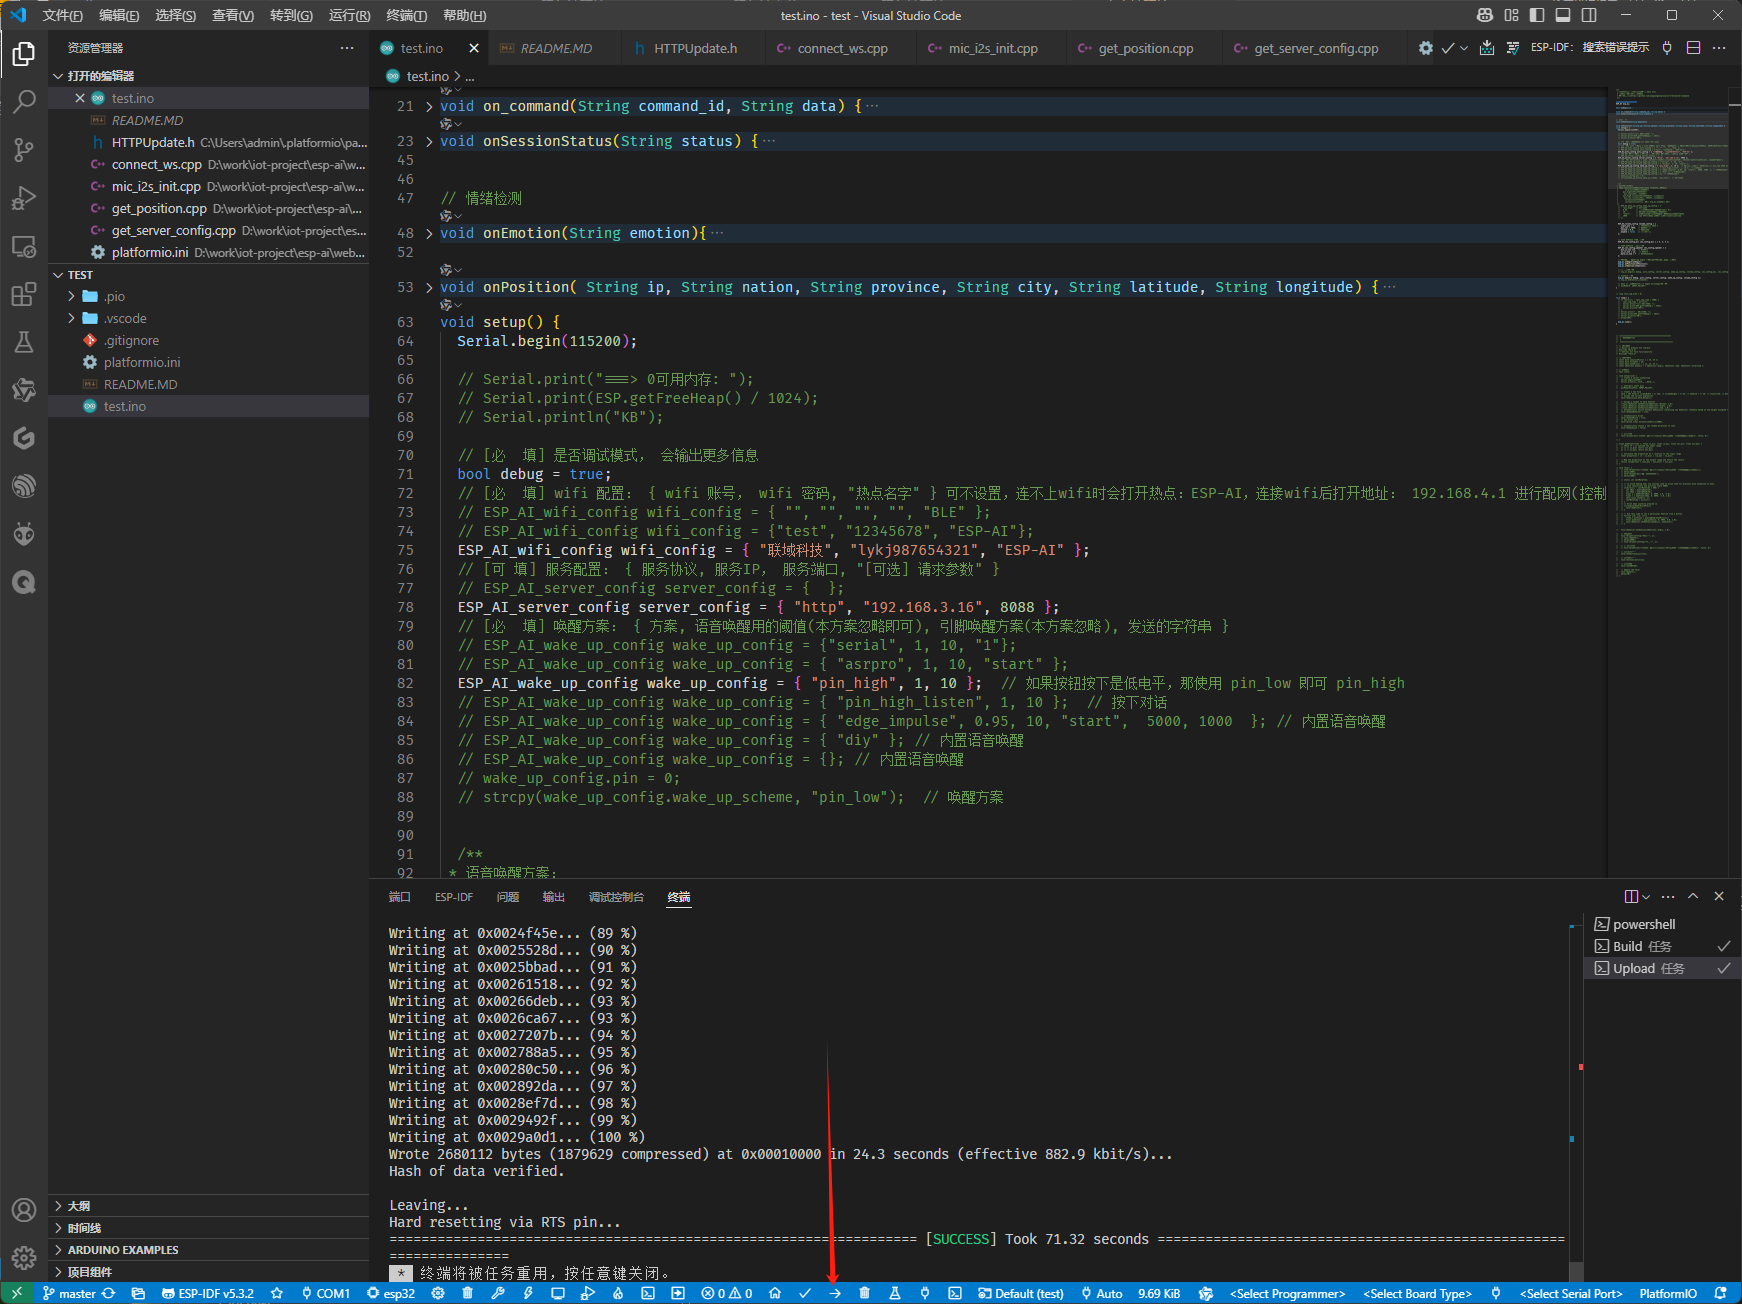 文件(F) 编辑(E) 选择(S) 查看(V) 转到(G) 运行(R) 终端(T) 帮助(H)
test.ino - test - Visual Studio Code
资源管理器
打开的编辑器
test.ino
README.MD
HTTPUpdate.h C:\Users\admin\.platformio\pa...
connect_ws.cpp D:\work\iot-project\esp-ai\w...
mic_i2s_init.cpp D:\work\iot-project\esp-ai\w...
get_position.cpp D:\work\iot-project\esp-ai\...
get_server_config.cpp D:\work\iot-project\es...
platformio.ini D:\work\iot-project\esp-ai\web...
TEST
.pio
.vscode
.gitignore
platformio.ini
README.MD
test.ino
大纲
时间线
ARDUINO EXAMPLES
项目组件
test.ino README.MD HTTPUpdate.h connect_ws.cpp mic_i2s_init.cpp get_position.cpp get_server_config.cpp ESP-IDF: 搜索错误提示
test.ino > ...
21 void on_command(String command_id, String data) { ...
23 void onSessionStatus(String status) { ...
45
46
47 // 情绪检测
48 void onEmotion(String emotion){ ...
52
53 void onPosition( String ip, String nation, String province, String city, String latitude, String longitude) { ...
63 void setup() {
64 Serial.begin(115200);
65
66 // Serial.print("===> 0可用内存: ");
67 // Serial.print(ESP.getFreeHeap() / 1024);
68 // Serial.println("KB");
69
70 // [必  填] 是否调试模式， 会输出更多信息
71 bool debug = true;
72 // [必  填] wifi 配置： { wifi 账号， wifi 密码, "热点名字" } 可不设置，连不上wifi时会打开热点：ESP-AI，连接wifi后打开地址： 192.168.4.1 进行配网(控制
73 // ESP_AI_wifi_config wifi_config = { "", "", "", "", "BLE" };
74 // ESP_AI_wifi_config wifi_config = {"test", "12345678", "ESP-AI"};
75 ESP_AI_wifi_config wifi_config = { "联域科技", "lykj987654321", "ESP-AI" };
76 // [可 填] 服务配置： { 服务协议, 服务IP， 服务端口, "[可选] 请求参数" }
77 // ESP_AI_server_config server_config = {  };
78 ESP_AI_server_config server_config = { "http", "192.168.3.16", 8088 };
79 // [必  填] 唤醒方案： { 方案, 语音唤醒用的阈值(本方案忽略即可), 引脚唤醒方案(本方案忽略), 发送的字符串 }
80 // ESP_AI_wake_up_config wake_up_config = {"serial", 1, 10, "1"};
81 // ESP_AI_wake_up_config wake_up_config = { "asrpro", 1, 10, "start" };
82 ESP_AI_wake_up_config wake_up_config = { "pin_high", 1, 10 };  // 如果按钮按下是低电平，那使用 pin_low 即可 pin_high
83 // ESP_AI_wake_up_config wake_up_config = { "pin_high_listen", 1, 10 };  // 按下对话
84 // ESP_AI_wake_up_config wake_up_config = { "edge_impulse", 0.95, 10, "start",  5000, 1000  }; // 内置语音唤醒
85 // ESP_AI_wake_up_config wake_up_config = { "diy" }; // 内置语音唤醒
86 // ESP_AI_wake_up_config wake_up_config = {}; // 内置语音唤醒
87 // wake_up_config.pin = 0;
88 // strcpy(wake_up_config.wake_up_scheme, "pin_low");  // 唤醒方案
89
90
91 /**
92 * 语音唤醒方案：
端口 ESP-IDF 问题 输出 调试控制台 终端
Writing at 0x0024f45e... (89 %)
Writing at 0x0025528d... (90 %)
Writing at 0x0025bbad... (91 %)
Writing at 0x00261518... (92 %)
Writing at 0x00266deb... (93 %)
Writing at 0x0026ca67... (93 %)
Writing at 0x0027207b... (94 %)
Writing at 0x002788a5... (95 %)
Writing at 0x00280c50... (96 %)
Writing at 0x002892da... (97 %)
Writing at 0x0028ef7d... (98 %)
Writing at 0x0029492f... (99 %)
Writing at 0x0029a0d1... (100 %)
Wrote 2680112 bytes (1879629 compressed) at 0x00010000 in 24.3 seconds (effective 882.9 kbit/s)...
Hash of data verified.
Leaving...
Hard resetting via RTS pin...
================================================================= [SUCCESS] Took 71.32 seconds ==================================================
===============
* 终端将被任务重用，按任意键关闭。
powershell
Build 任务
Upload 任务
master ESP-IDF v5.3.2 COM1 esp32 0 0 Default (test) Auto 9.69 KiB <Select Programmer> <Select Board Type> <Select Serial Port> PlatformIO